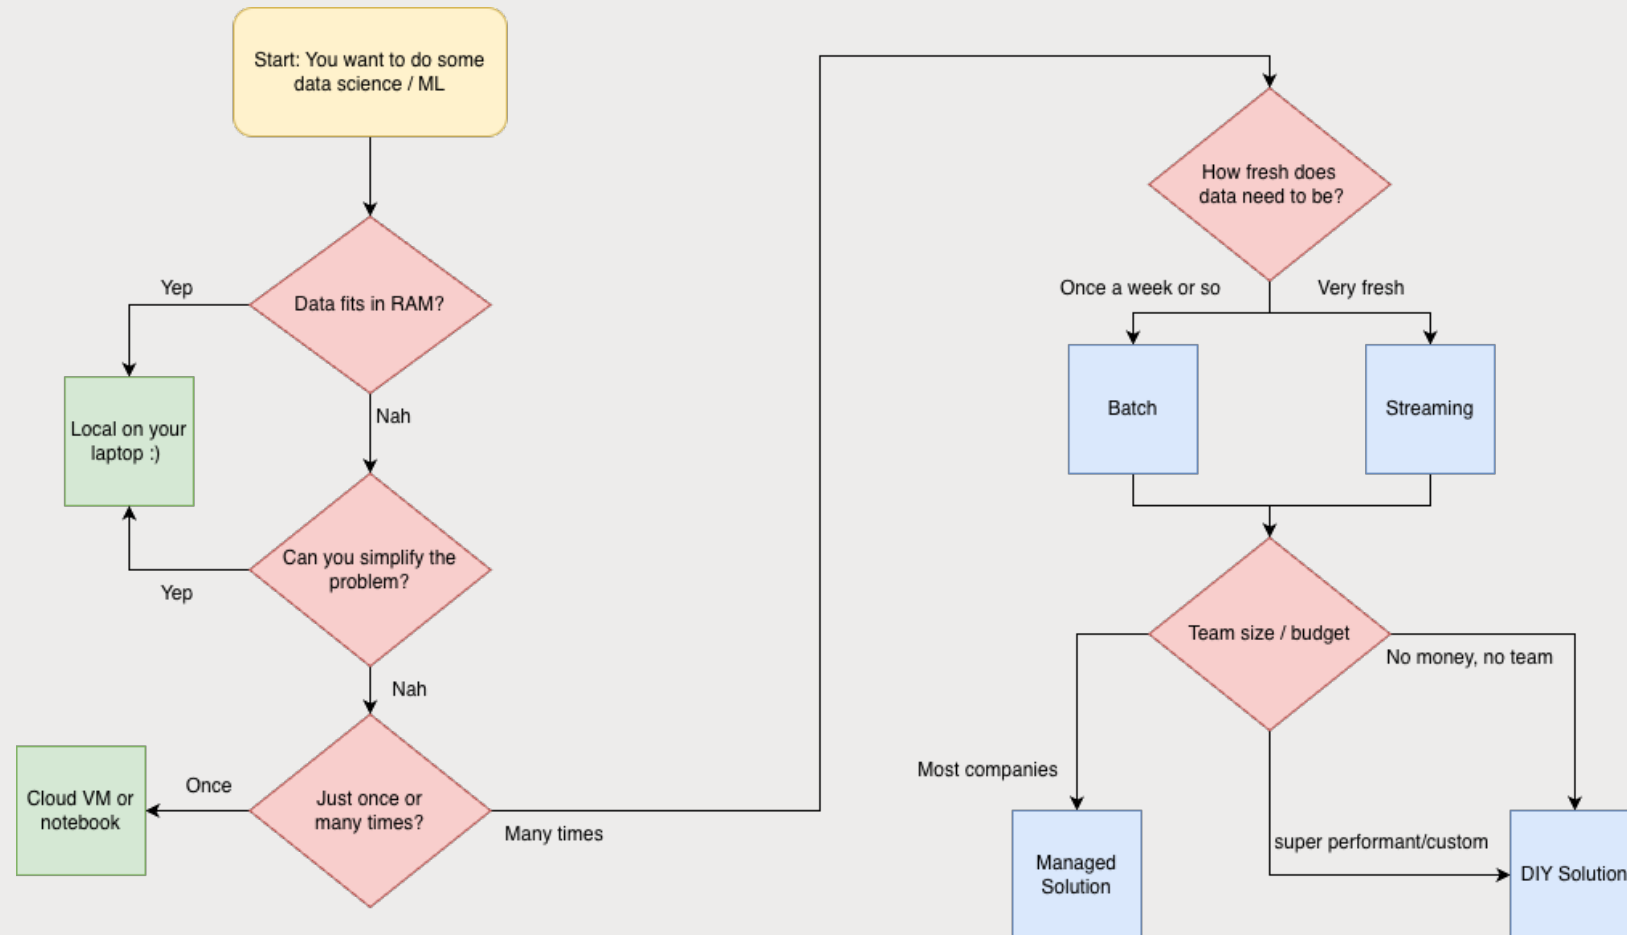 Start: You want to do some
data science / ML
Data fits in RAM?
Yep
Nah
Local on your
laptop :)
Can you simplify the
problem?
Yep
Nah
Just once or
many times?
Once
Cloud VM or
notebook
Many times
How fresh does
data need to be?
Once a week or so
Very fresh
Batch
Streaming
Team size / budget
No money, no team
Most companies
super performant/custom
Managed
Solution
DIY Solution